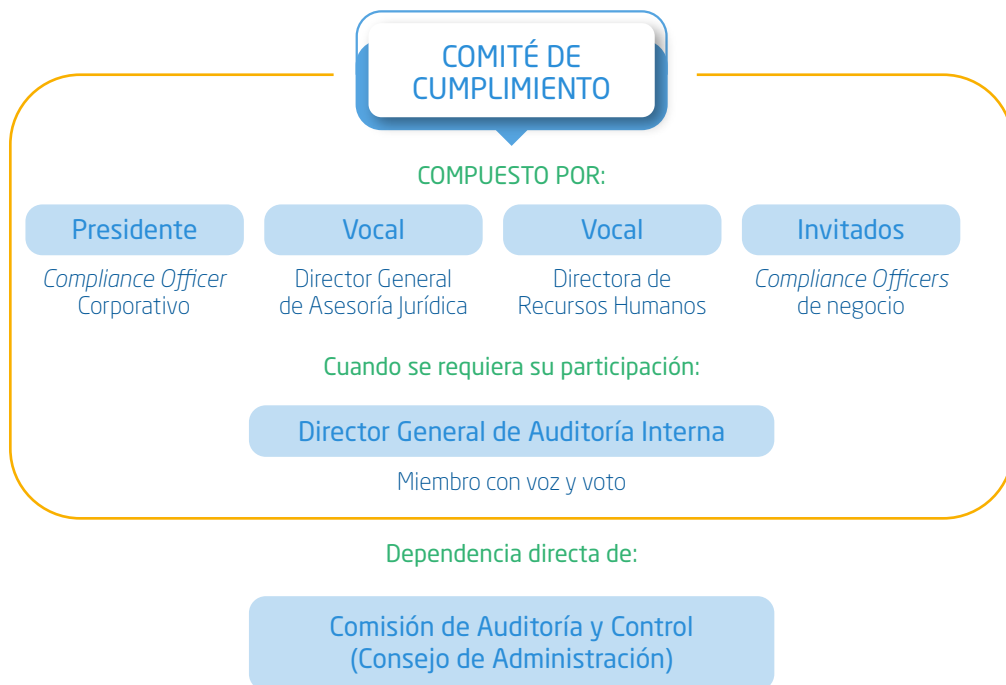 COMITÉ DE
CUMPLIMIENTO
COMPUESTO POR:
Presidente
Compliance Officer
Corporativo
Vocal
Director General
de Asesoría Jurídica
Vocal
Directora de
Recursos Humanos
Invitados
Compliance Officers
de negocio
Cuando se requiera su participación:
Director General de Auditoría Interna
Miembro con voz y voto
Dependencia directa de:
Comisión de Auditoría y Control
(Consejo de Administración)